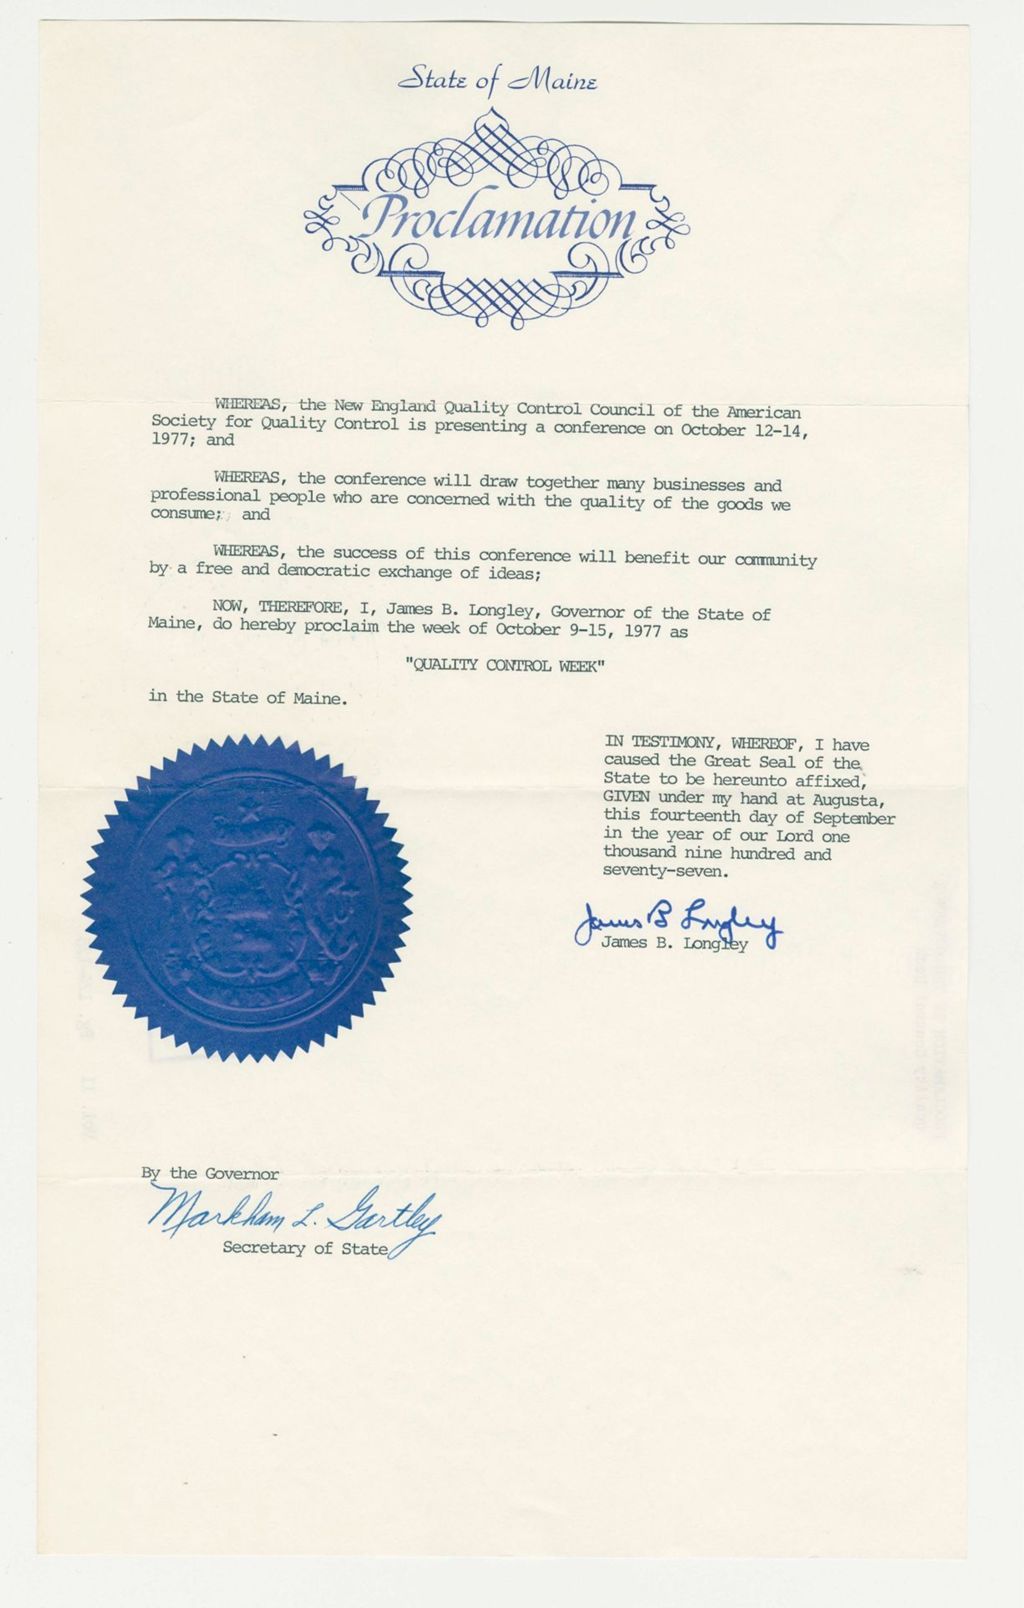 State of Maine
Proclamation
WHEREAS, the New England Quality Control Council of the American
Society for Quality Control is presenting a conference on October 12-14,
1977; and
WHEREAS, the conference will draw together many businesses and
professional people who are concerned with the quality of the goods we
consume; and
WHEREAS, the success of this conference will benefit our community
by a free and democratic exchange of ideas;
NOW, THEREFORE, I, James B. Longley, Governor of the State of
Maine, do hereby proclaim the week of October 9-15, 1977 as
"QUALITY CONTROL WEEK"
in the State of Maine.
IN TESTIMONY, WHEREOF, I have
caused the Great Seal of the
State to be hereunto affixed,
GIVEN under my hand at Augusta,
this fourteenth day of September
in the year of our Lord one
thousand nine hundred and
seventy-seven.
James B Longley
James B. Longley
By the Governor
Markham L. Gartley
Secretary of State